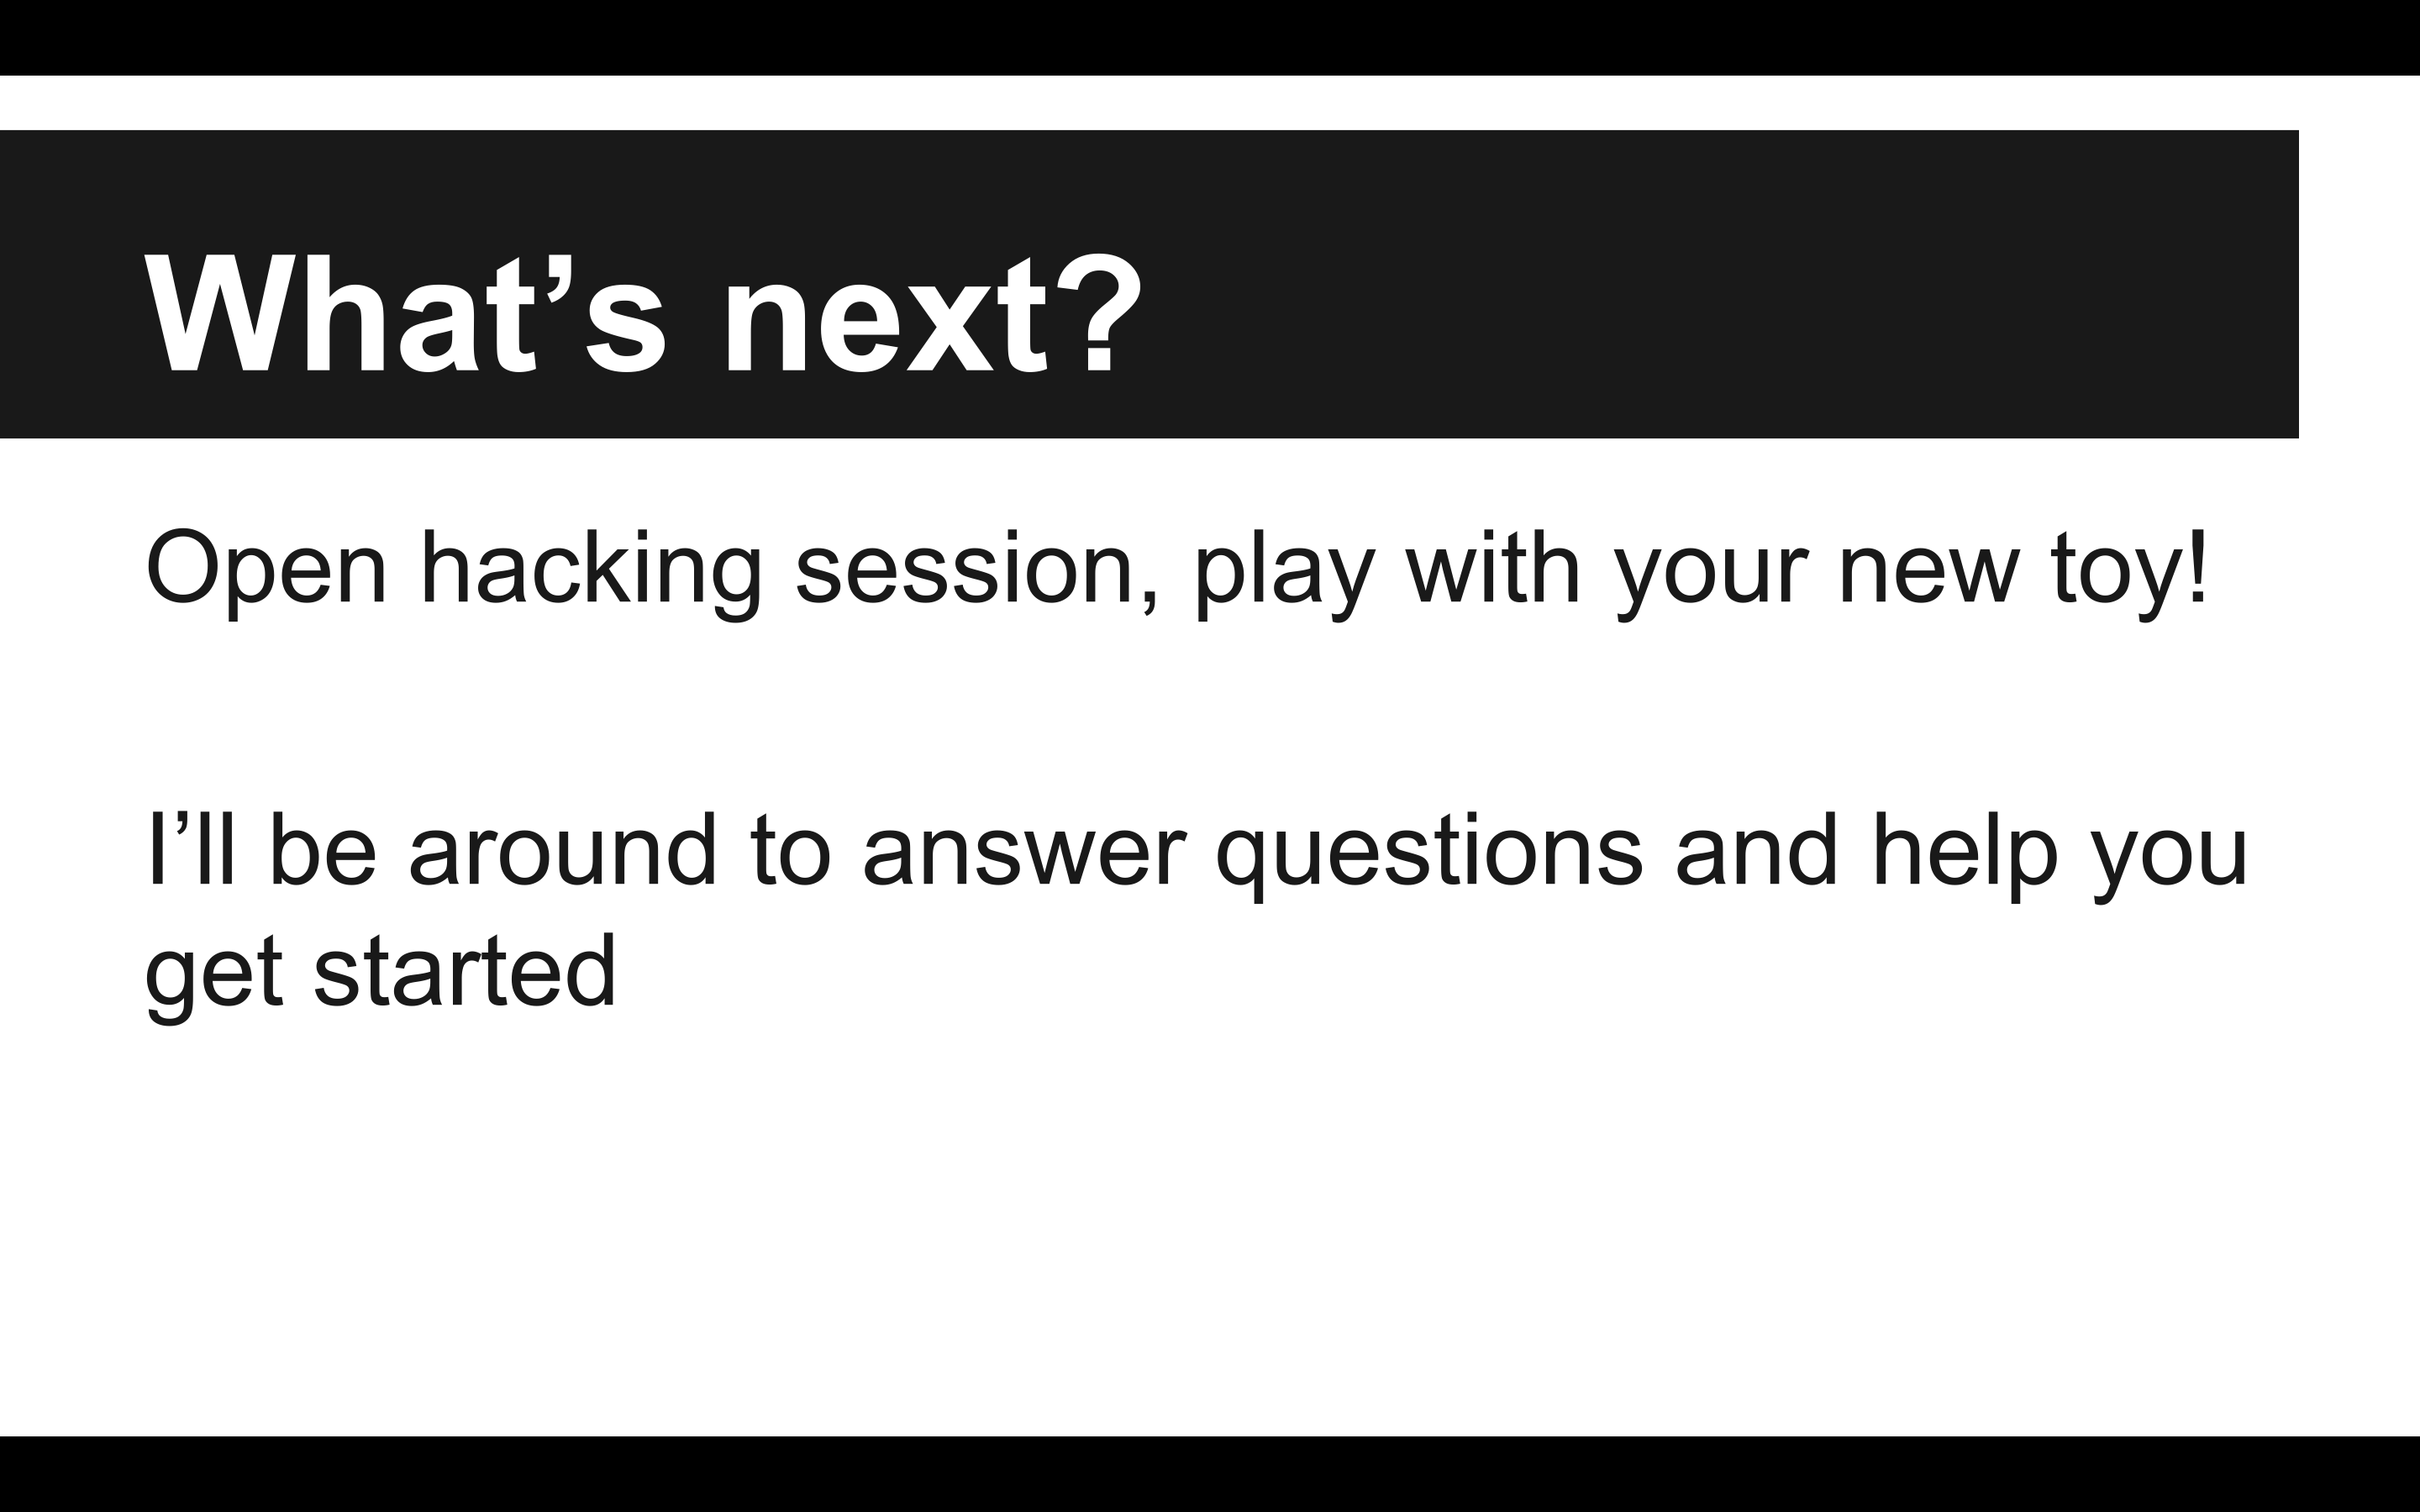 What’s next?
Open hacking session, play with your new toy!
I’ll be around to answer questions and help you
get started